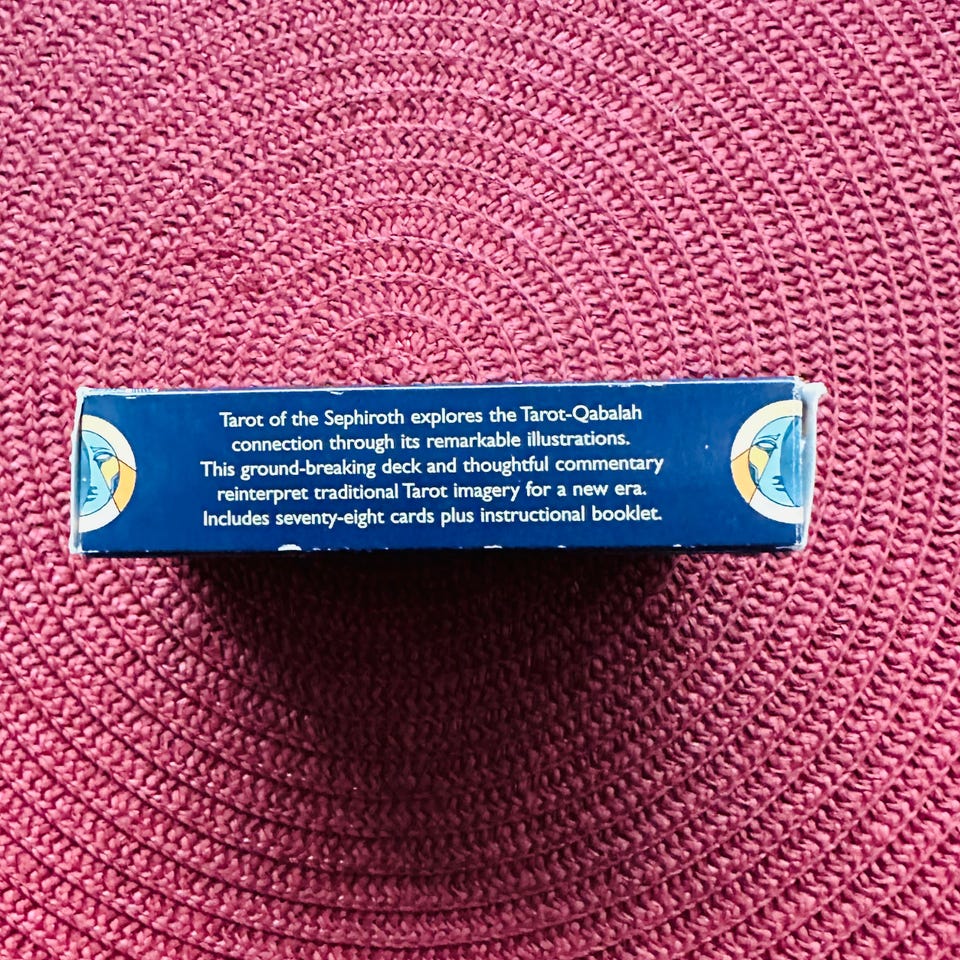 Tarot of the Sephiroth explores the Tarot-Qabalah
connection through its remarkable illustrations.
This ground-breaking deck and thoughtful commentary
reinterpret traditional Tarot imagery for a new era.
Includes seventy-eight cards plus instructional booklet.